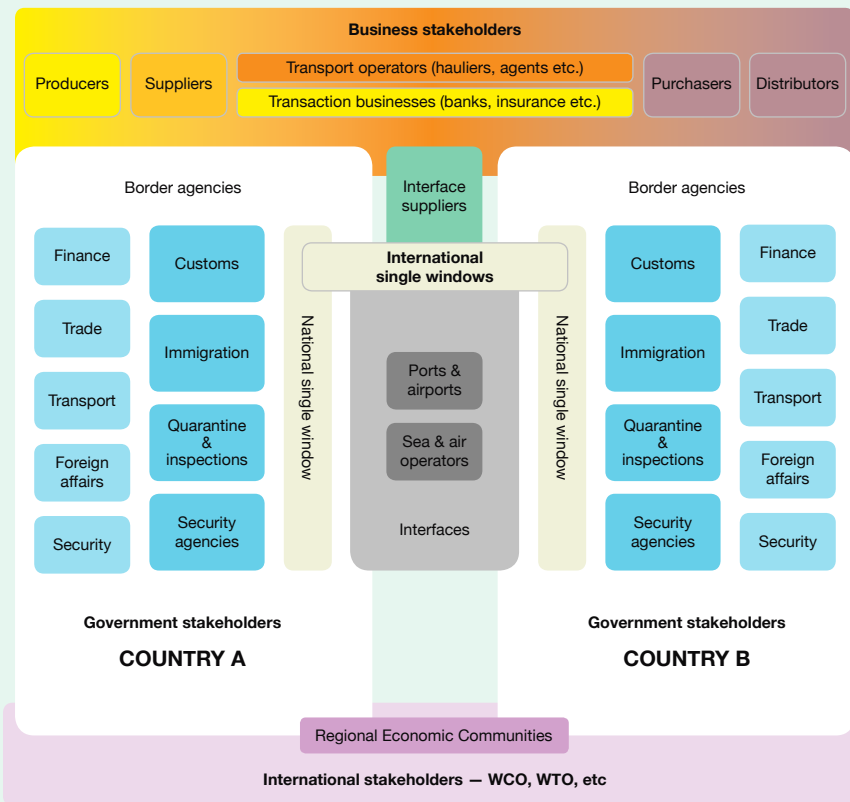 Business stakeholders
Producers
Suppliers
Transport operators (hauliers, agents etc.)
Transaction businesses (banks, insurance etc.)
Purchasers
Distributors
Border agencies
Finance
Trade
Transport
Foreign
affairs
Security
Customs
Immigration
Quarantine
&
inspections
Security
agencies
National single window
Government stakeholders
COUNTRY A
Interface
suppliers
International
single windows
Ports &
airports
Sea & air
operators
Interfaces
Border agencies
National single window
Customs
Immigration
Quarantine
&
inspections
Security
agencies
Finance
Trade
Transport
Foreign
affairs
Security
Government stakeholders
COUNTRY B
Regional Economic Communities
International stakeholders — WCO, WTO, etc